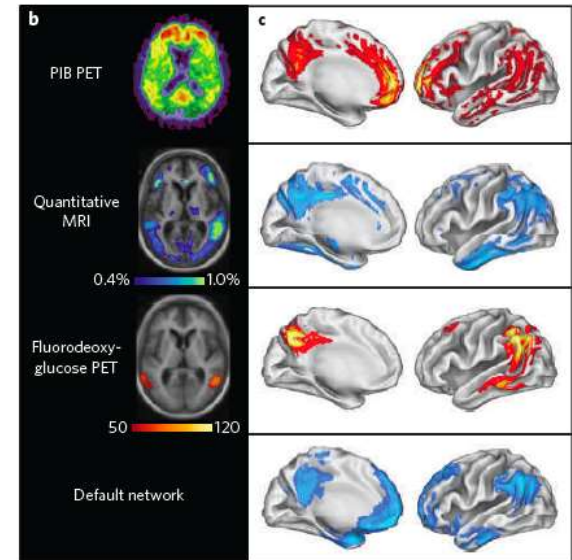 b
c
PIB PET
Quantitative
MRI
0.4%
1.0%
Fluorodeoxy-
glucose PET
50
120
Default network